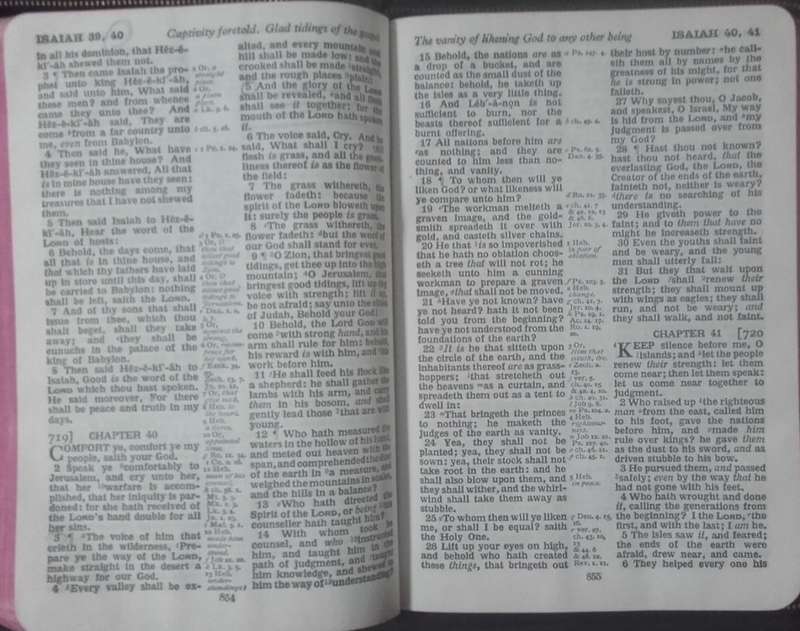 ISAIAH 39, 40
Captivity foretold. Glad tidings of the gospel
in all his dominion, that Hĕz-ĕ-
kī´-ăh shewed them not.
3 ¶ Then came Isaiah the pro-
phet unto king Hĕz-ĕ-kī´-ăh,
and said unto him, What said
these men? and from whence
came they unto thee? And
Hĕz-ĕ-kī´-ăh said, They are
come from a far country unto
me, even from Babylon.
4 Then said he, What have
they seen in thine house? And
Hĕz-ĕ-kī´-ăh answered, All that
is in mine house have they seen:
there is nothing among my
treasures that I have not shewed
them.
5 Then said Isaiah to Hĕz-ĕ-
kī´-ăh, Hear the word of the
LORD of hosts:
6 Behold, the days come, that
all that is in thine house, and
that which thy fathers have laid
up in store until this day, shall
be carried to Babylon: nothing
shall be left, saith the LORD.
7 And of thy sons that shall
issue from thee, which thou
shalt beget, shall they take
away; and they shall be
eunuchs in the palace of the
king of Babylon.
8 Then said Hĕz-ĕ-kī´-ăh to
Isaiah, Good is the word of the
LORD which thou hast spoken.
He said moreover, For there
shall be peace and truth in my
days.
719] CHAPTER 40
COMFORT ye, comfort ye my
people, saith your God.
2 Speak ye comfortably to
Jerusalem, and cry unto her,
that her warfare is accom-
plished, that her iniquity is par-
doned: for she hath received of
the LORD'S hand double for all
her sins.
3 ¶ The voice of him that
crieth in the wilderness, Pre-
pare ye the way of the LORD,
make straight in the desert a
highway for our God.
4 Every valley shall be ex-
alted, and every mountain and
hill shall be made low: and the
crooked shall be made straight,
and the rough places plain:
5 And the glory of the LORD
shall be revealed, and all flesh
shall see it together: for the
mouth of the LORD hath spoken
it.
6 The voice said, Cry. And he
said, What shall I cry? All
flesh is grass, and all the good-
liness thereof is as the flower of
the field:
7 The grass withereth, the
flower fadeth: because the
spirit of the LORD bloweth upon
it: surely the people is grass.
8 The grass withereth, the
flower fadeth: but the word of
our God shall stand for ever.
9 ¶ O Zion, that bringest good
tidings, get thee up into the high
mountain; O Jerusalem, that
bringest good tidings, lift up thy
voice with strength; lift it up,
be not afraid; say unto the cities
of Judah, Behold your God!
10 Behold, the Lord GOD will
come with strong hand, and his
arm shall rule for him: behold,
his reward is with him, and his
work before him.
11 He shall feed his flock like
a shepherd: he shall gather the
lambs with his arm, and carry
them in his bosom, and shall
gently lead those that are with
young.
12 ¶ Who hath measured the
waters in the hollow of his hand,
and meted out heaven with the
span, and comprehended the dust
of the earth in a measure, and
weighed the mountains in scales,
and the hills in a balance?
13 Who hath directed the
Spirit of the LORD, or being his
counseller hath taught him?
14 With whom took he
counsel, and who instructed
him, and taught him in the
path of judgment, and taught
him knowledge, and shewed to
him the way of understanding?
854
The vanity of likening God to any other being
ISAIAH 40, 41
15 Behold, the nations are as
a drop of a bucket, and are
counted as the small dust of the
balance: behold, he taketh up
the isles as a very little thing.
16 And Lĕb´-ă-nọn is not
sufficient to burn, nor the
beasts thereof sufficient for a
burnt offering.
17 All nations before him are
as nothing; and they are
counted to him less than no-
thing, and vanity.
18 ¶ To whom then will ye
liken God? or what likeness will
ye compare unto him?
19 The workman melteth a
graven image, and the gold-
smith spreadeth it over with
gold, and casteth silver chains.
20 He that is so impoverished
that he hath no oblation choos-
eth a tree that will not rot; he
seeketh unto him a cunning
workman to prepare a graven
image, that shall not be moved.
21 Have ye not known? have
ye not heard? hath it not been
told you from the beginning?
have ye not understood from the
foundations of the earth?
22 It is he that sitteth upon
the circle of the earth, and the
inhabitants thereof are as grass-
hoppers; that stretcheth out
the heavens as a curtain, and
spreadeth them out as a tent to
dwell in:
23 That bringeth the princes
to nothing; he maketh the
judges of the earth as vanity.
24 Yea, they shall not be
planted; yea, they shall not be
sown: yea, their stock shall not
take root in the earth: and he
shall also blow upon them, and
they shall wither, and the whirl-
wind shall take them away as
stubble.
25 To whom then will ye liken
me, or shall I be equal? saith
the Holy One.
26 Lift up your eyes on high,
and behold who hath created
these things, that bringeth out
their host by number: he call-
eth them all by names by the
greatness of his might, for that
he is strong in power; not one
faileth.
27 Why sayest thou, O Jacob,
and speakest, O Israel, My way
is hid from the LORD, and my
judgment is passed over from
my God?
28 ¶ Hast thou not known?
hast thou not heard, that the
everlasting God, the LORD, the
Creator of the ends of the earth,
fainteth not, neither is weary?
there is no searching of his
understanding.
29 He giveth power to the
faint; and to them that have no
might he increaseth strength.
30 Even the youths shall faint
and be weary, and the young
men shall utterly fall:
31 But they that wait upon
the LORD shall renew their
strength; they shall mount up
with wings as eagles; they shall
run, and not be weary; and
they shall walk, and not faint.
CHAPTER 41 [720
KEEP silence before me, O
islands; and let the people
renew their strength: let them
come near; then let them speak:
let us come near together to
judgment.
2 Who raised up the righteous
man from the east, called him
to his foot, gave the nations
before him, and made him
rule over kings? he gave them
as the dust to his sword, and as
driven stubble to his bow.
3 He pursued them, and passed
safely; even by the way that he
had not gone with his feet.
4 Who hath wrought and done
it, calling the generations from
the beginning? I the LORD, the
first, and with the last; I am he.
5 The isles saw it, and feared;
the ends of the earth were
afraid, drew near, and came.
6 They helped every one his
855